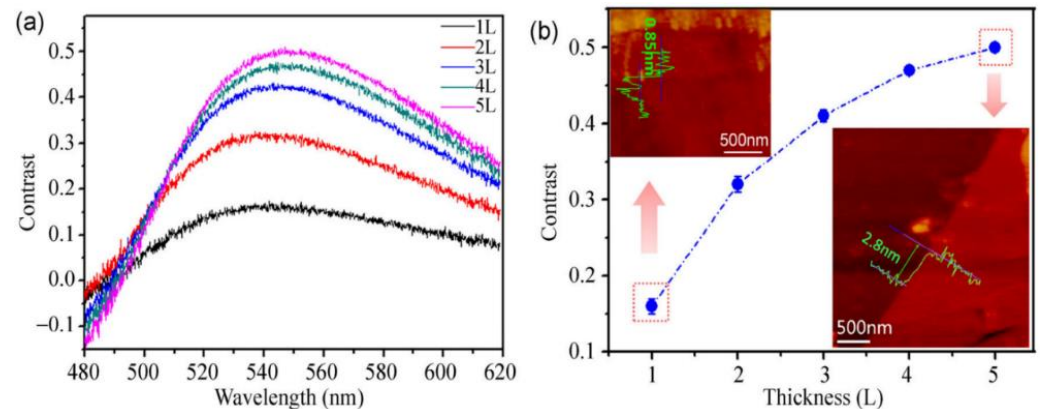 (a)
1L
2L
3L
4L
5L
0.5
0.4
0.3
0.2
0.1
0.0
−0.1
Contrast
480 500 520 540 560 580 600 620
Wavelength (nm)
(b)
0.5
0.4
0.3
0.2
0.1
Contrast
0.85nm
500nm
2.8nm
500nm
1 2 3 4 5
Thickness (L)